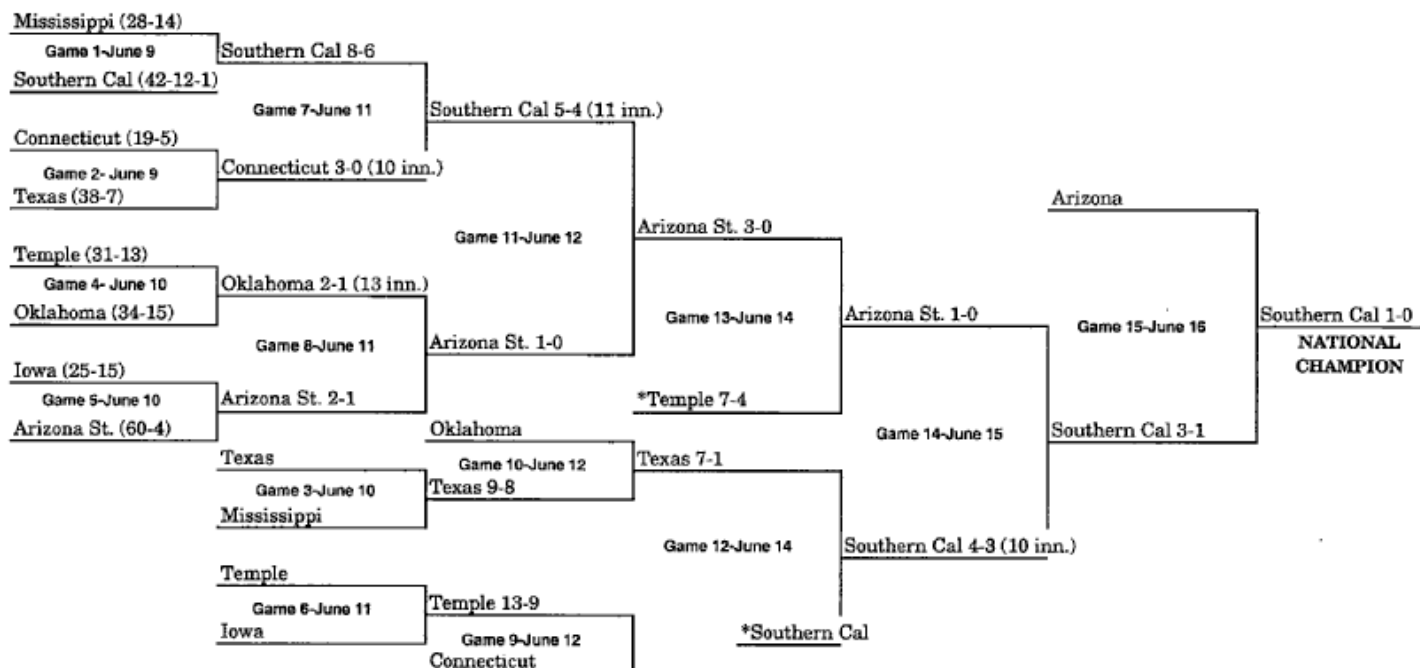 Mississippi (28-14)
Game 1-June 9
Southern Cal 8-6
Southern Cal (42-12-1)
Game 7-June 11
Southern Cal 5-4 (11 inn.)
Connecticut (19-5)
Game 2- June 9
Connecticut 3-0 (10 inn.)
Texas (38-7)
Arizona
Game 11-June 12
Arizona St. 3-0
Temple (31-13)
Game 4- June 10
Oklahoma 2-1 (13 inn.)
Oklahoma (34-15)
Game 13-June 14
Arizona St. 1-0
Game 15-June 16
Southern Cal 1-0
NATIONAL
CHAMPION
Game 8-June 11
Arizona St. 1-0
Iowa (25-15)
Game 5-June 10
Arizona St. 2-1
*Temple 7-4
Arizona St. (60-4)
Oklahoma
Game 14-June 15
Southern Cal 3-1
Texas
Game 10-June 12
Texas 7-1
Game 3-June 10
Texas 9-8
Mississippi
Game 12-June 14
Southern Cal 4-3 (10 inn.)
Temple
Game 6-June 11
Temple 13-9
Iowa
Game 9-June 12
*Southern Cal
Connecticut